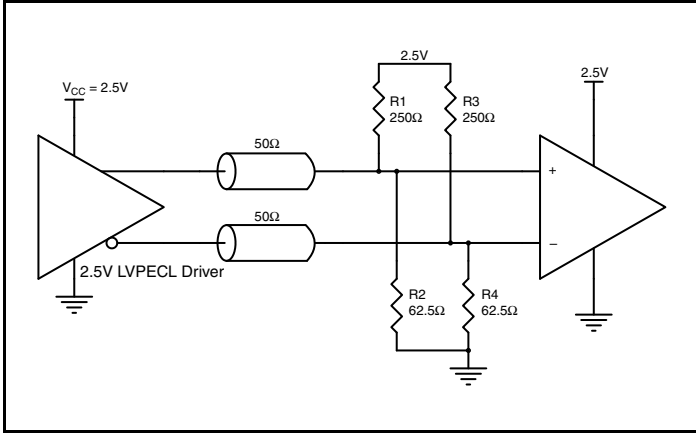 2.5V
V_CC = 2.5V
2.5V
R1
250Ω
R3
250Ω
50Ω
+
50Ω
–
2.5V LVPECL Driver
R2
62.5Ω
R4
62.5Ω